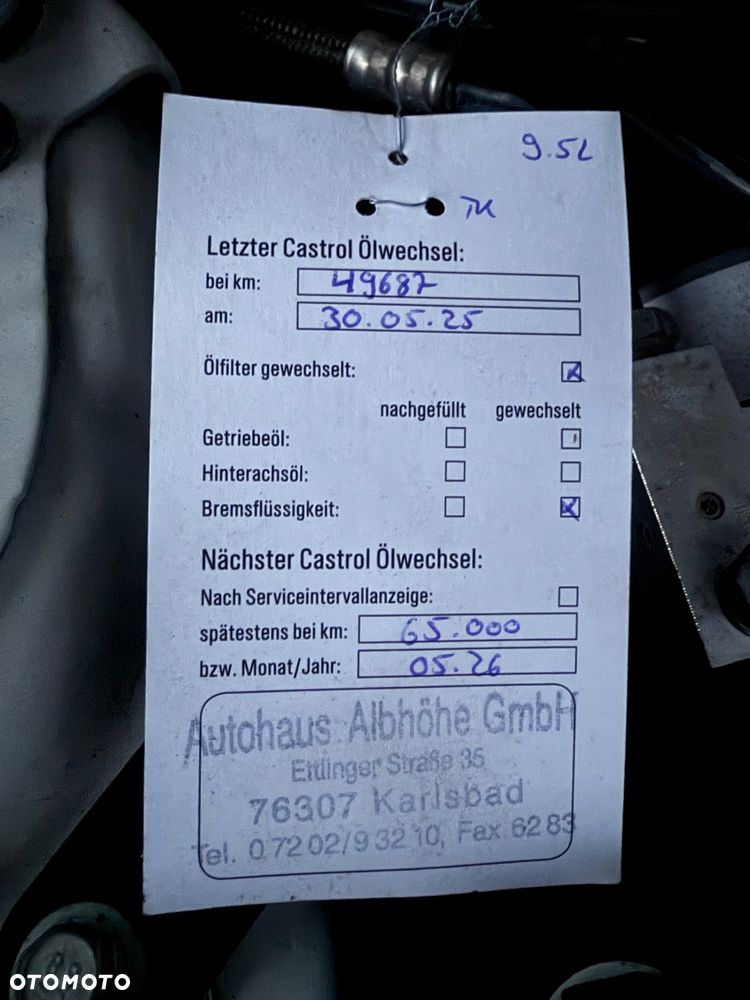 9.5L
TK
Letzter Castrol Ölwechsel:
bei km: 49687
am: 30.05.25
Ölfilter gewechselt:
nachgefüllt gewechselt
Getriebeöl:
Hinterachsöl:
Bremsflüssigkeit:
Nächster Castrol Ölwechsel:
Nach Serviceintervallanzeige:
spätestens bei km: 65.000
bzw. Monat/Jahr: 05.26
Autohaus Albhöhe GmbH
Ettlinger Straße 35
76307 Karlsbad
Tel. 07202/93210, Fax 6283
OTOMOTO